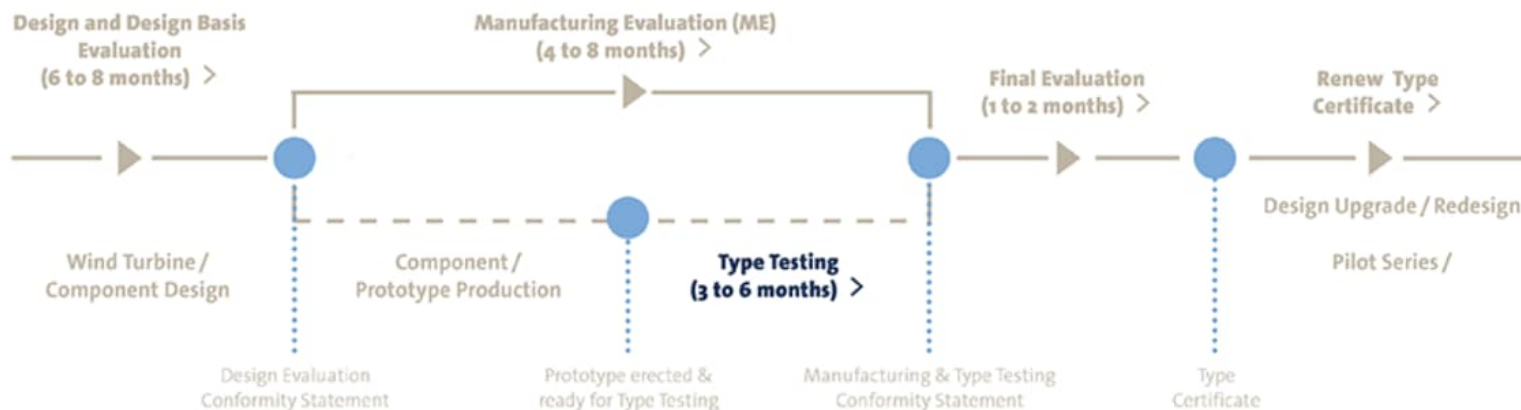 Design and Design Basis
Evaluation
(6 to 8 months) >
Manufacturing Evaluation (ME)
(4 to 8 months) >
Final Evaluation
(1 to 2 months) >
Renew Type
Certificate >
Wind Turbine /
Component Design
Component /
Prototype Production
Type Testing
(3 to 6 months) >
Design Upgrade / Redesign
Pilot Series /
Design Evaluation
Conformity Statement
Prototype erected &
ready for Type Testing
Manufacturing & Type Testing
Conformity Statement
Type
Certificate